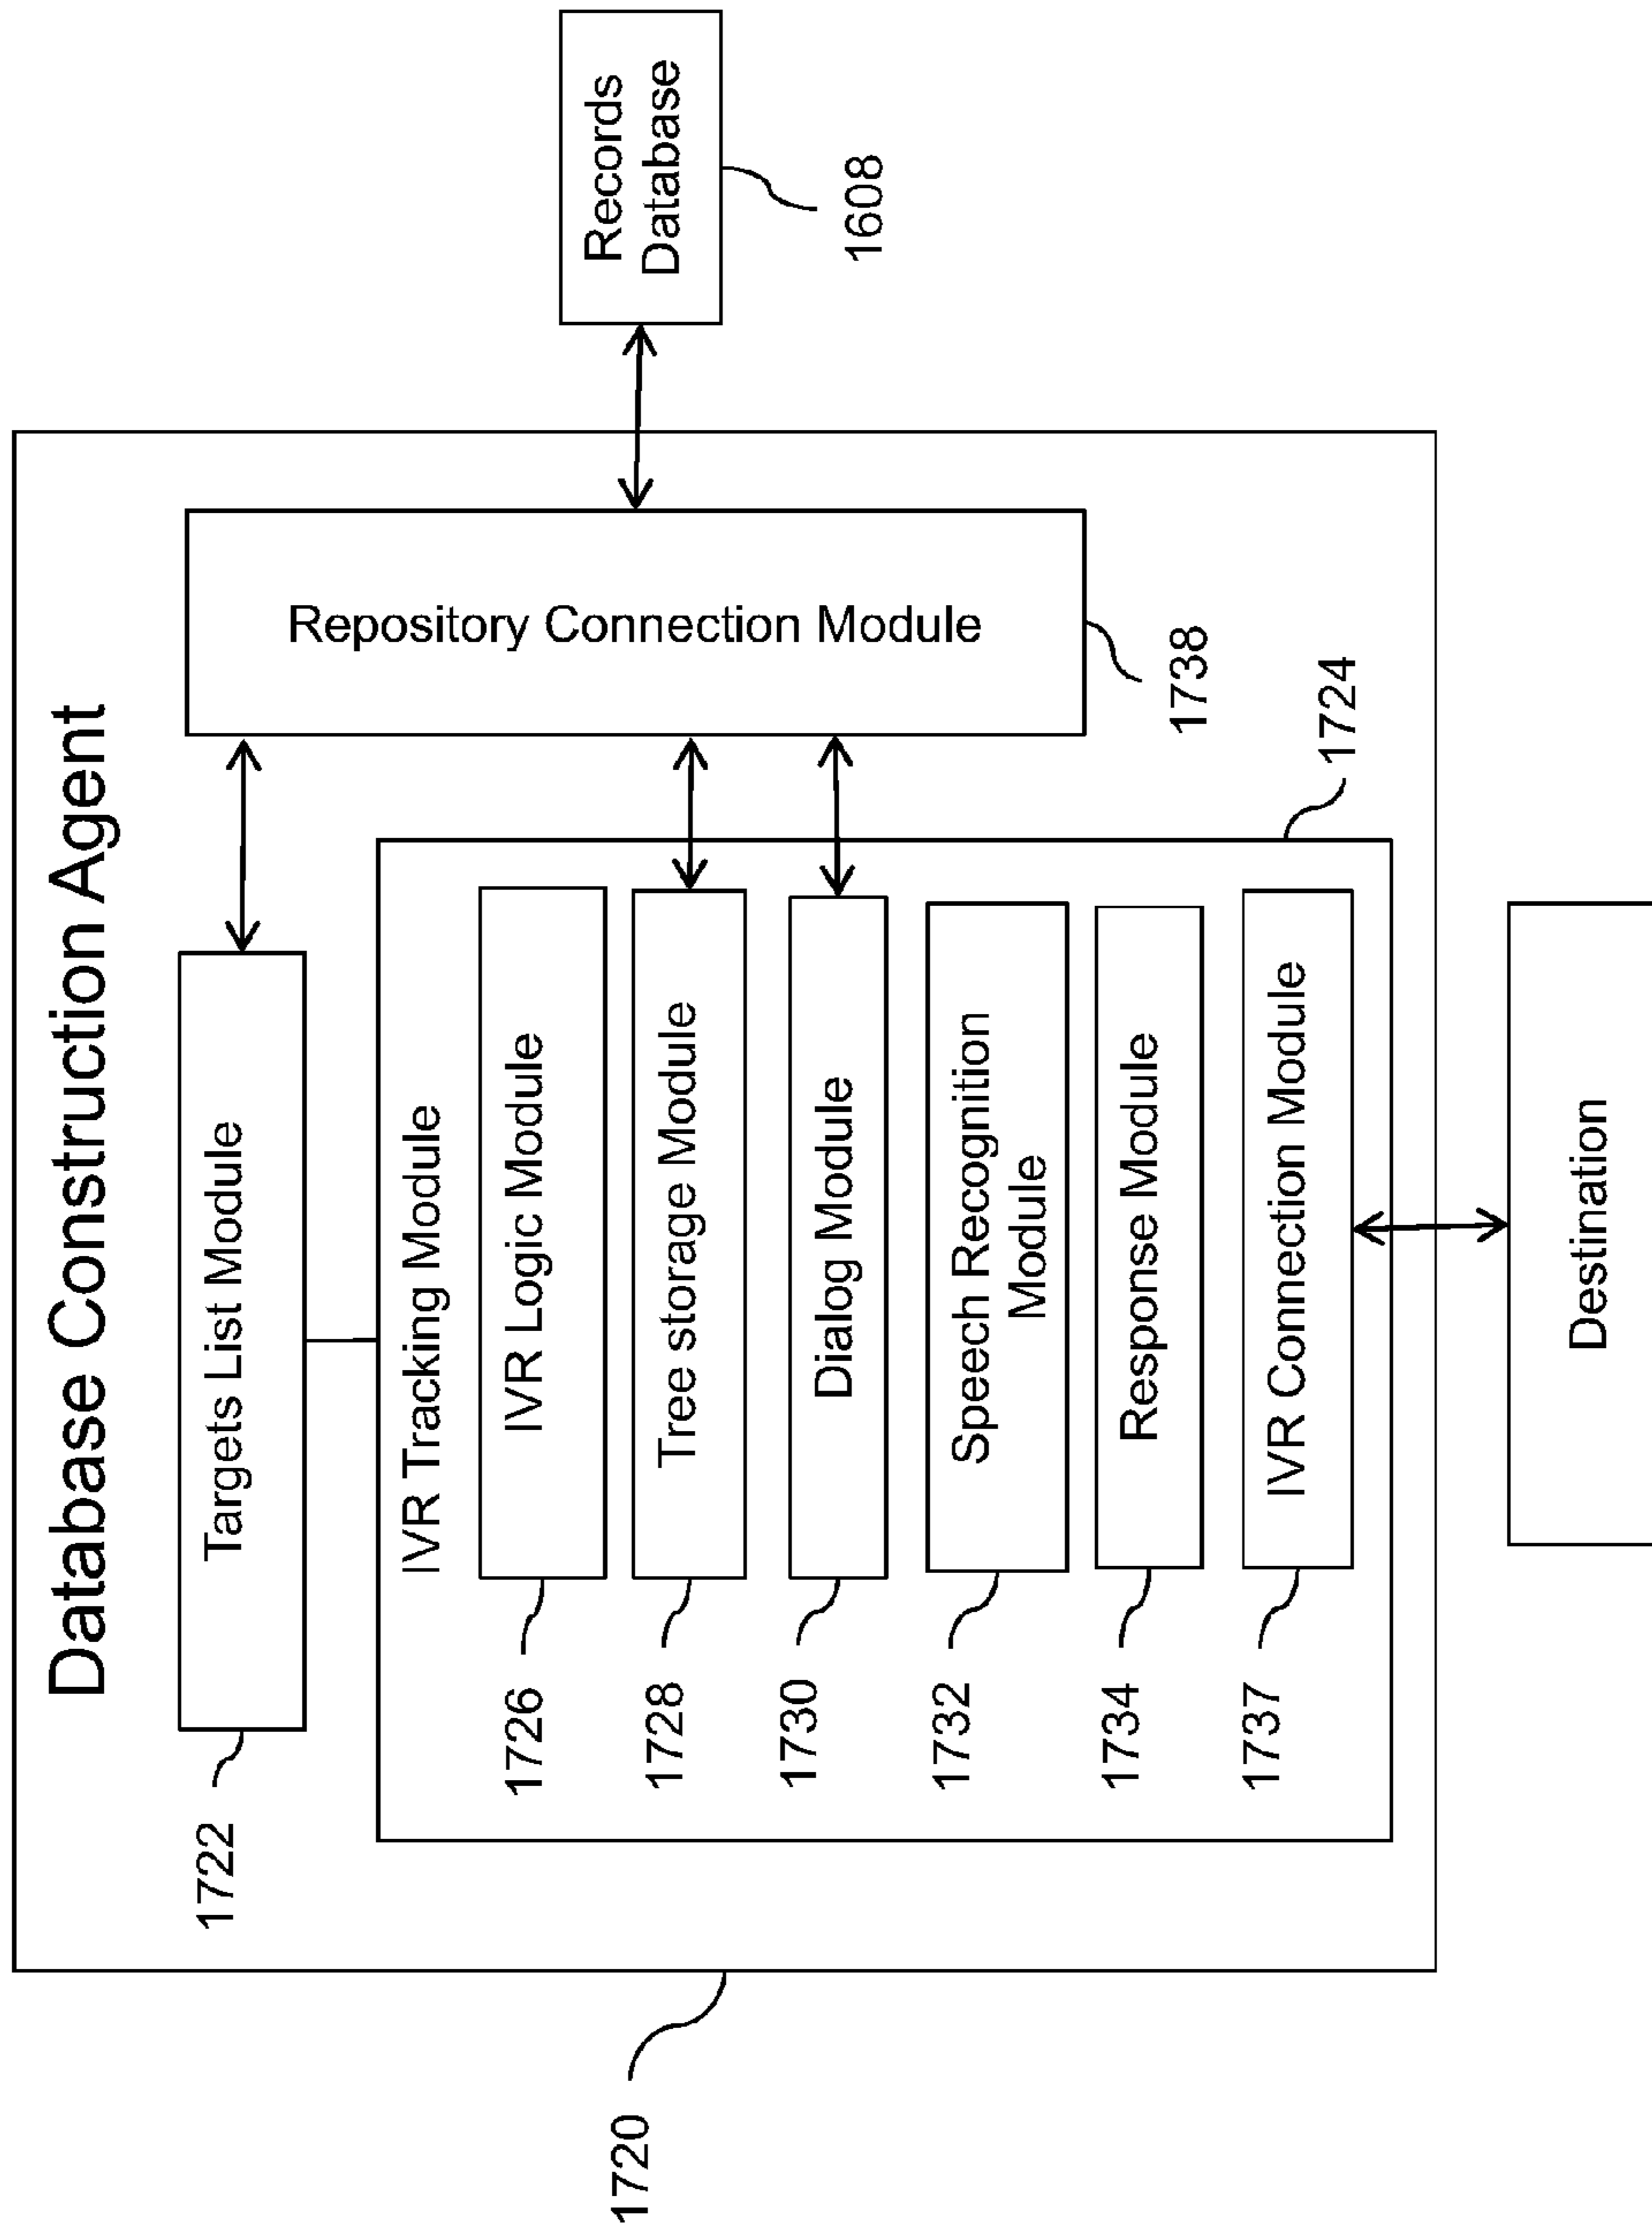 Database Construction Agent
1722
Targets List Module
Repository Connection Module
1738
Records
Database
1608
IVR Tracking Module
1724
1726
IVR Logic Module
1728
Tree storage Module
1730
Dialog Module
1732
Speech Recognition
Module
1734
Response Module
1737
IVR Connection Module
1720
Destination